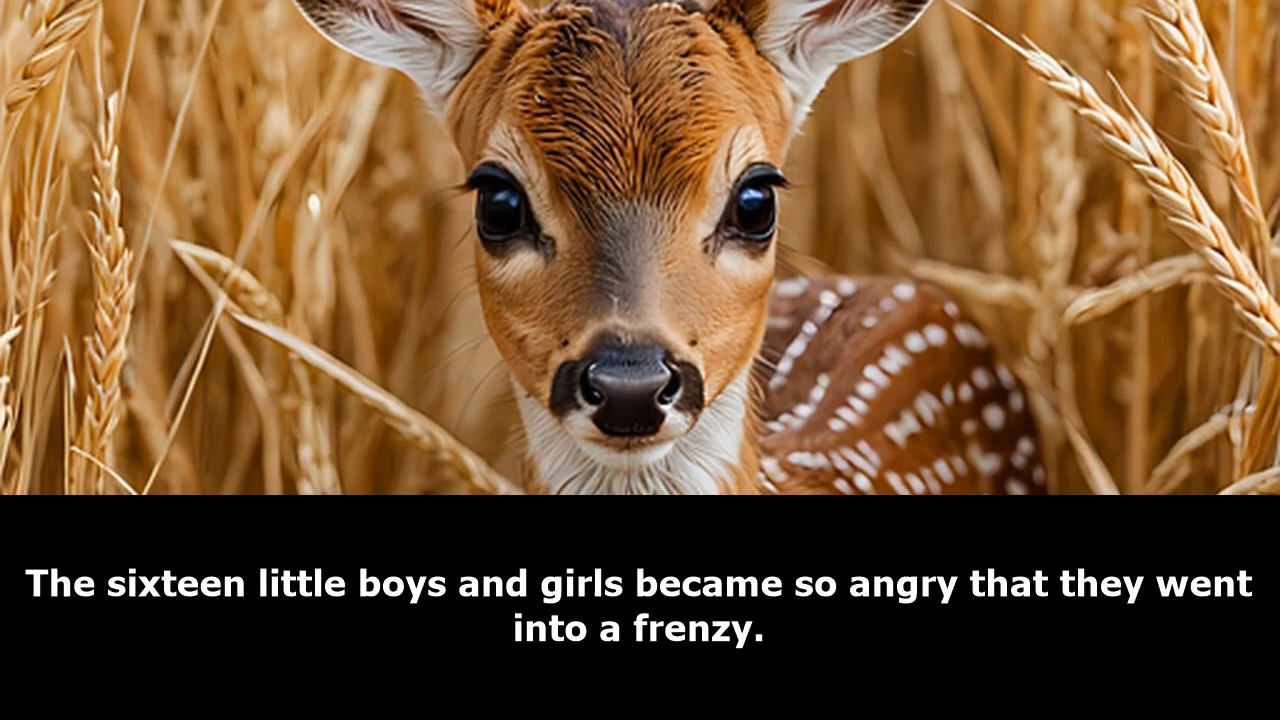 The sixteen little boys and girls became so angry that they went
into a frenzy.